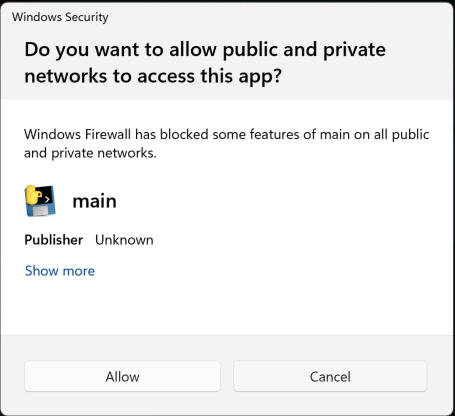 Windows Security
Do you want to allow public and private
networks to access this app?
Windows Firewall has blocked some features of main on all public
and private networks.
main
Publisher Unknown
Show more
Allow Cancel